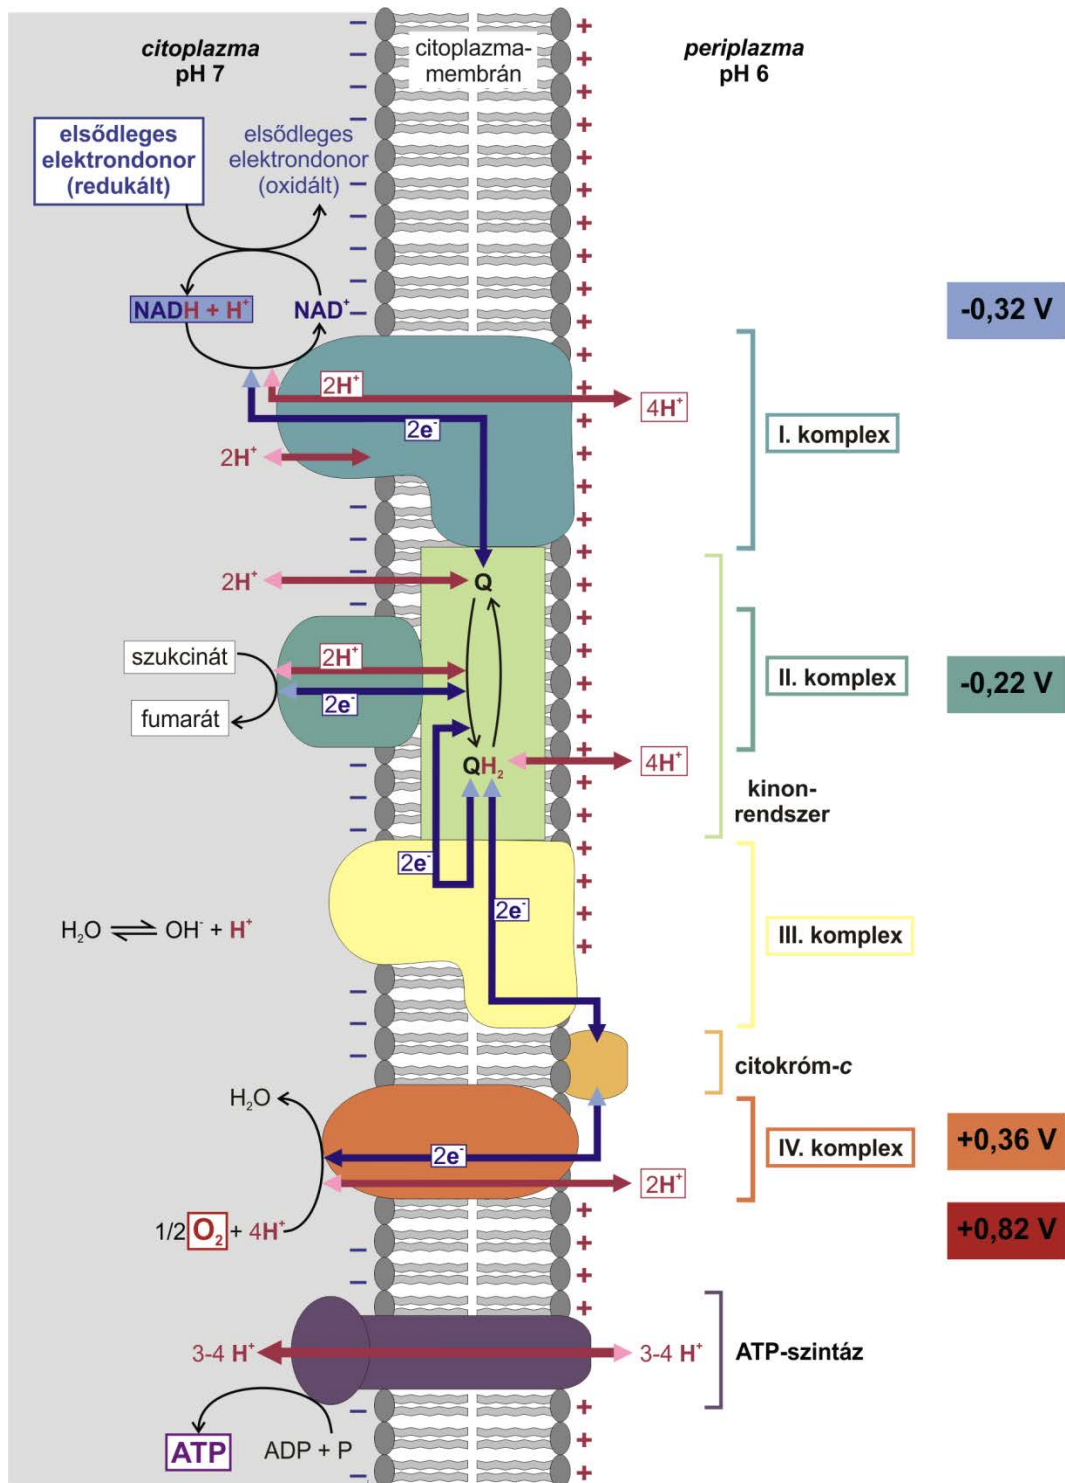 citoplazma
pH 7
citoplazma-
membrán
periplazma
pH 6
elsődleges
elektrondonor
(redukált)
elsődleges
elektrondonor
(oxidált)
NADH + H⁺
NAD⁺
-0,32 V
2H⁺
4H⁺
2e⁻
2H⁺
I. komplex
2H⁺
Q
szukcinát
2H⁺
2e⁻
fumarát
II. komplex
-0,22 V
QH₂
4H⁺
kinon-
rendszer
2e⁻
2e⁻
H₂O ⇌ OH⁻ + H⁺
III. komplex
citokróm-c
H₂O
2e⁻
IV. komplex
+0,36 V
2H⁺
1/2 O₂ + 4H⁺
+0,82 V
3-4 H⁺
3-4 H⁺
ATP-szintáz
ATP
ADP + P